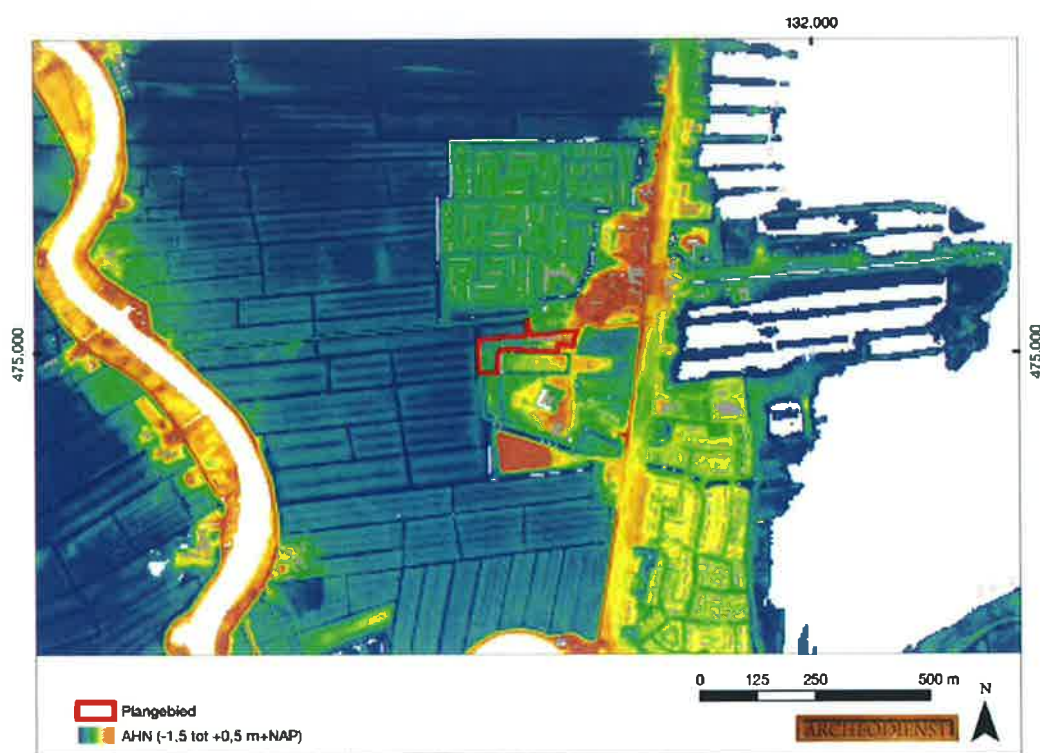 132.000
475.000
475.000
0 125 250 500 m
N
Plangebied
AHN (-1,5 tot +0,5 m+NAP)
ARCHEODIENST